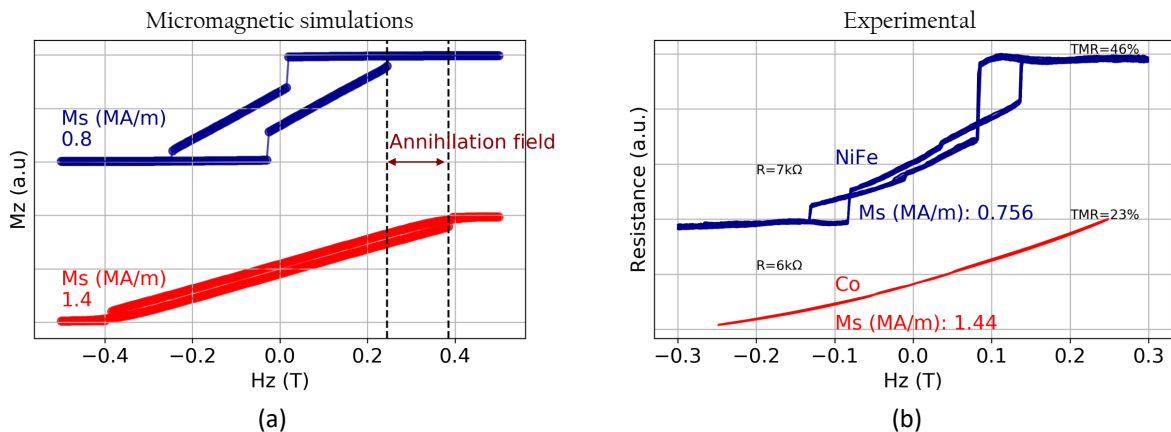 Micromagnetic simulations
Ms (MA/m)
0.8
Annihilation field
Ms (MA/m)
1.4
Mz (a.u)
−0.4 −0.2 0.0 0.2 0.4
Hz (T)
(a)
Experimental
TMR=46%
NiFe
R=7kΩ
Ms (MA/m): 0.756
TMR=23%
R=6kΩ
Co
Ms (MA/m): 1.44
Resistance (a.u.)
−0.3 −0.2 −0.1 0.0 0.1 0.2 0.3
Hz (T)
(b)